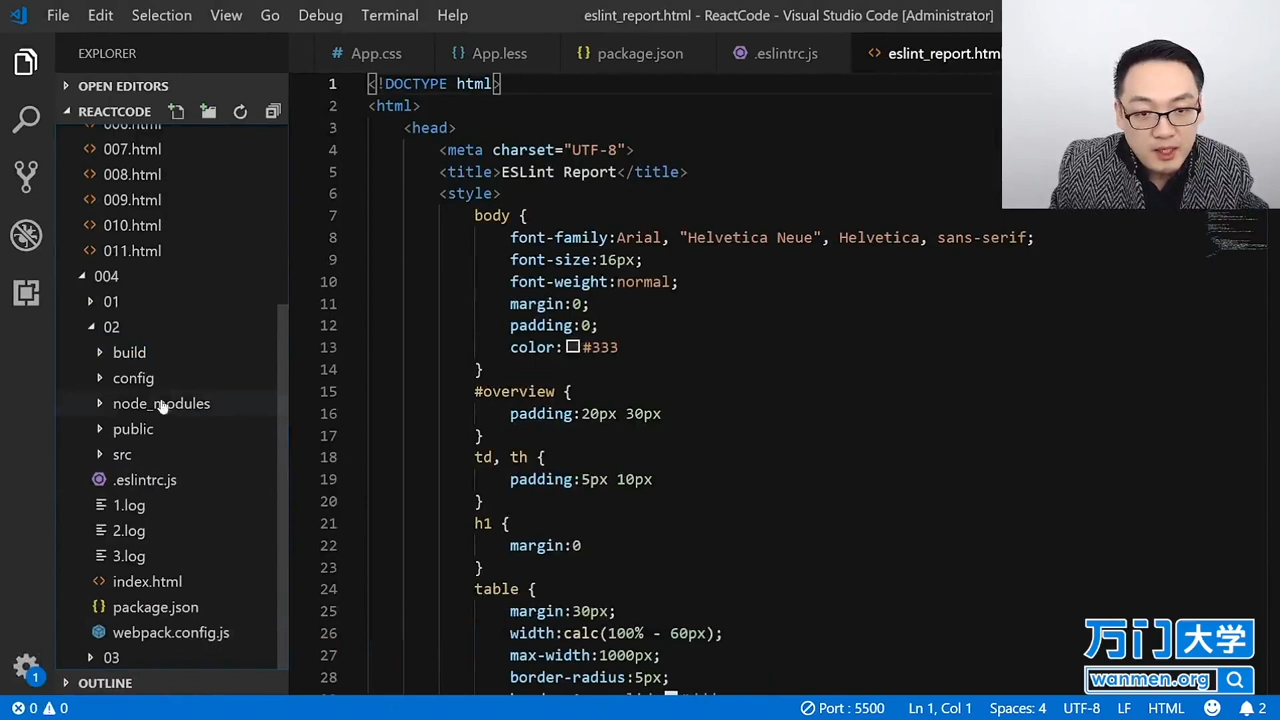 File Edit Selection View Go Debug Terminal Help eslint_report.html - ReactCode - Visual Studio Code [Administrator]
EXPLORER
App.css App.less package.json .eslintrc.js eslint_report.html
OPEN EDITORS
REACTCODE
006.html
007.html
008.html
009.html
010.html
011.html
004
01
02
build
config
node_modules
public
src
.eslintrc.js
1.log
2.log
3.log
index.html
package.json
webpack.config.js
03
OUTLINE
1 <!DOCTYPE html>
2 <html>
3 <head>
4 <meta charset="UTF-8">
5 <title>ESLint Report</title>
6 <style>
7 body {
8 font-family:Arial, "Helvetica Neue", Helvetica, sans-serif;
9 font-size:16px;
10 font-weight:normal;
11 margin:0;
12 padding:0;
13 color:#333
14 }
15 #overview {
16 padding:20px 30px
17 }
18 td, th {
19 padding:5px 10px
20 }
21 h1 {
22 margin:0
23 }
24 table {
25 margin:30px;
26 width:calc(100% - 60px);
27 max-width:1000px;
28 border-radius:5px;
万门大学
wanmen.org
1
0 0 Port : 5500 Ln 1, Col 1 Spaces: 4 UTF-8 LF HTML 2